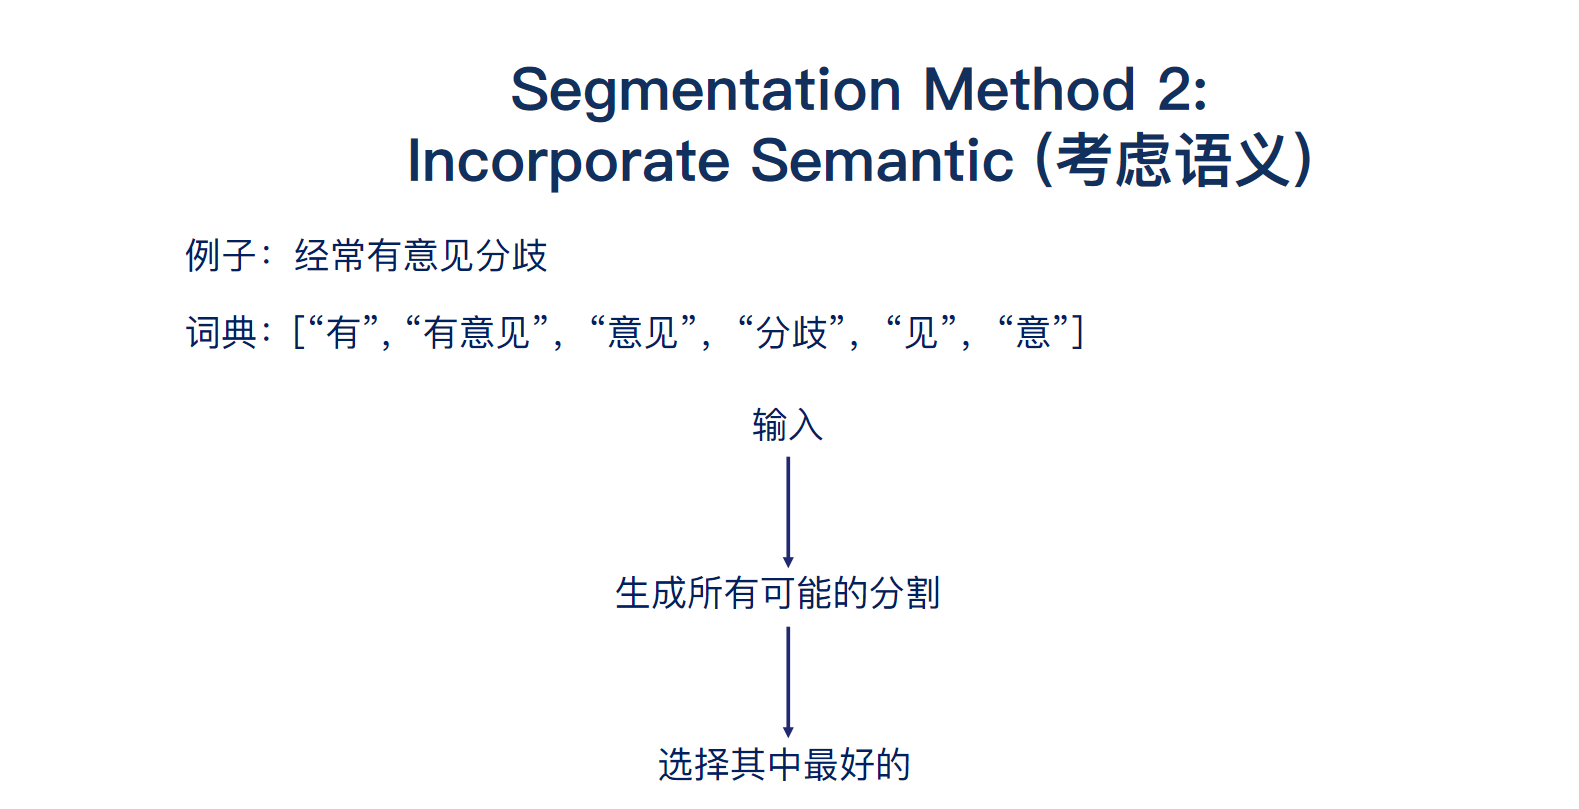 Segmentation Method 2:
Incorporate Semantic (考虑语义)
例子：经常有意见分歧
词典：[“有”, “有意见”，“意见”，“分歧”，“见”，“意”]
输入
生成所有可能的分割
选择其中最好的